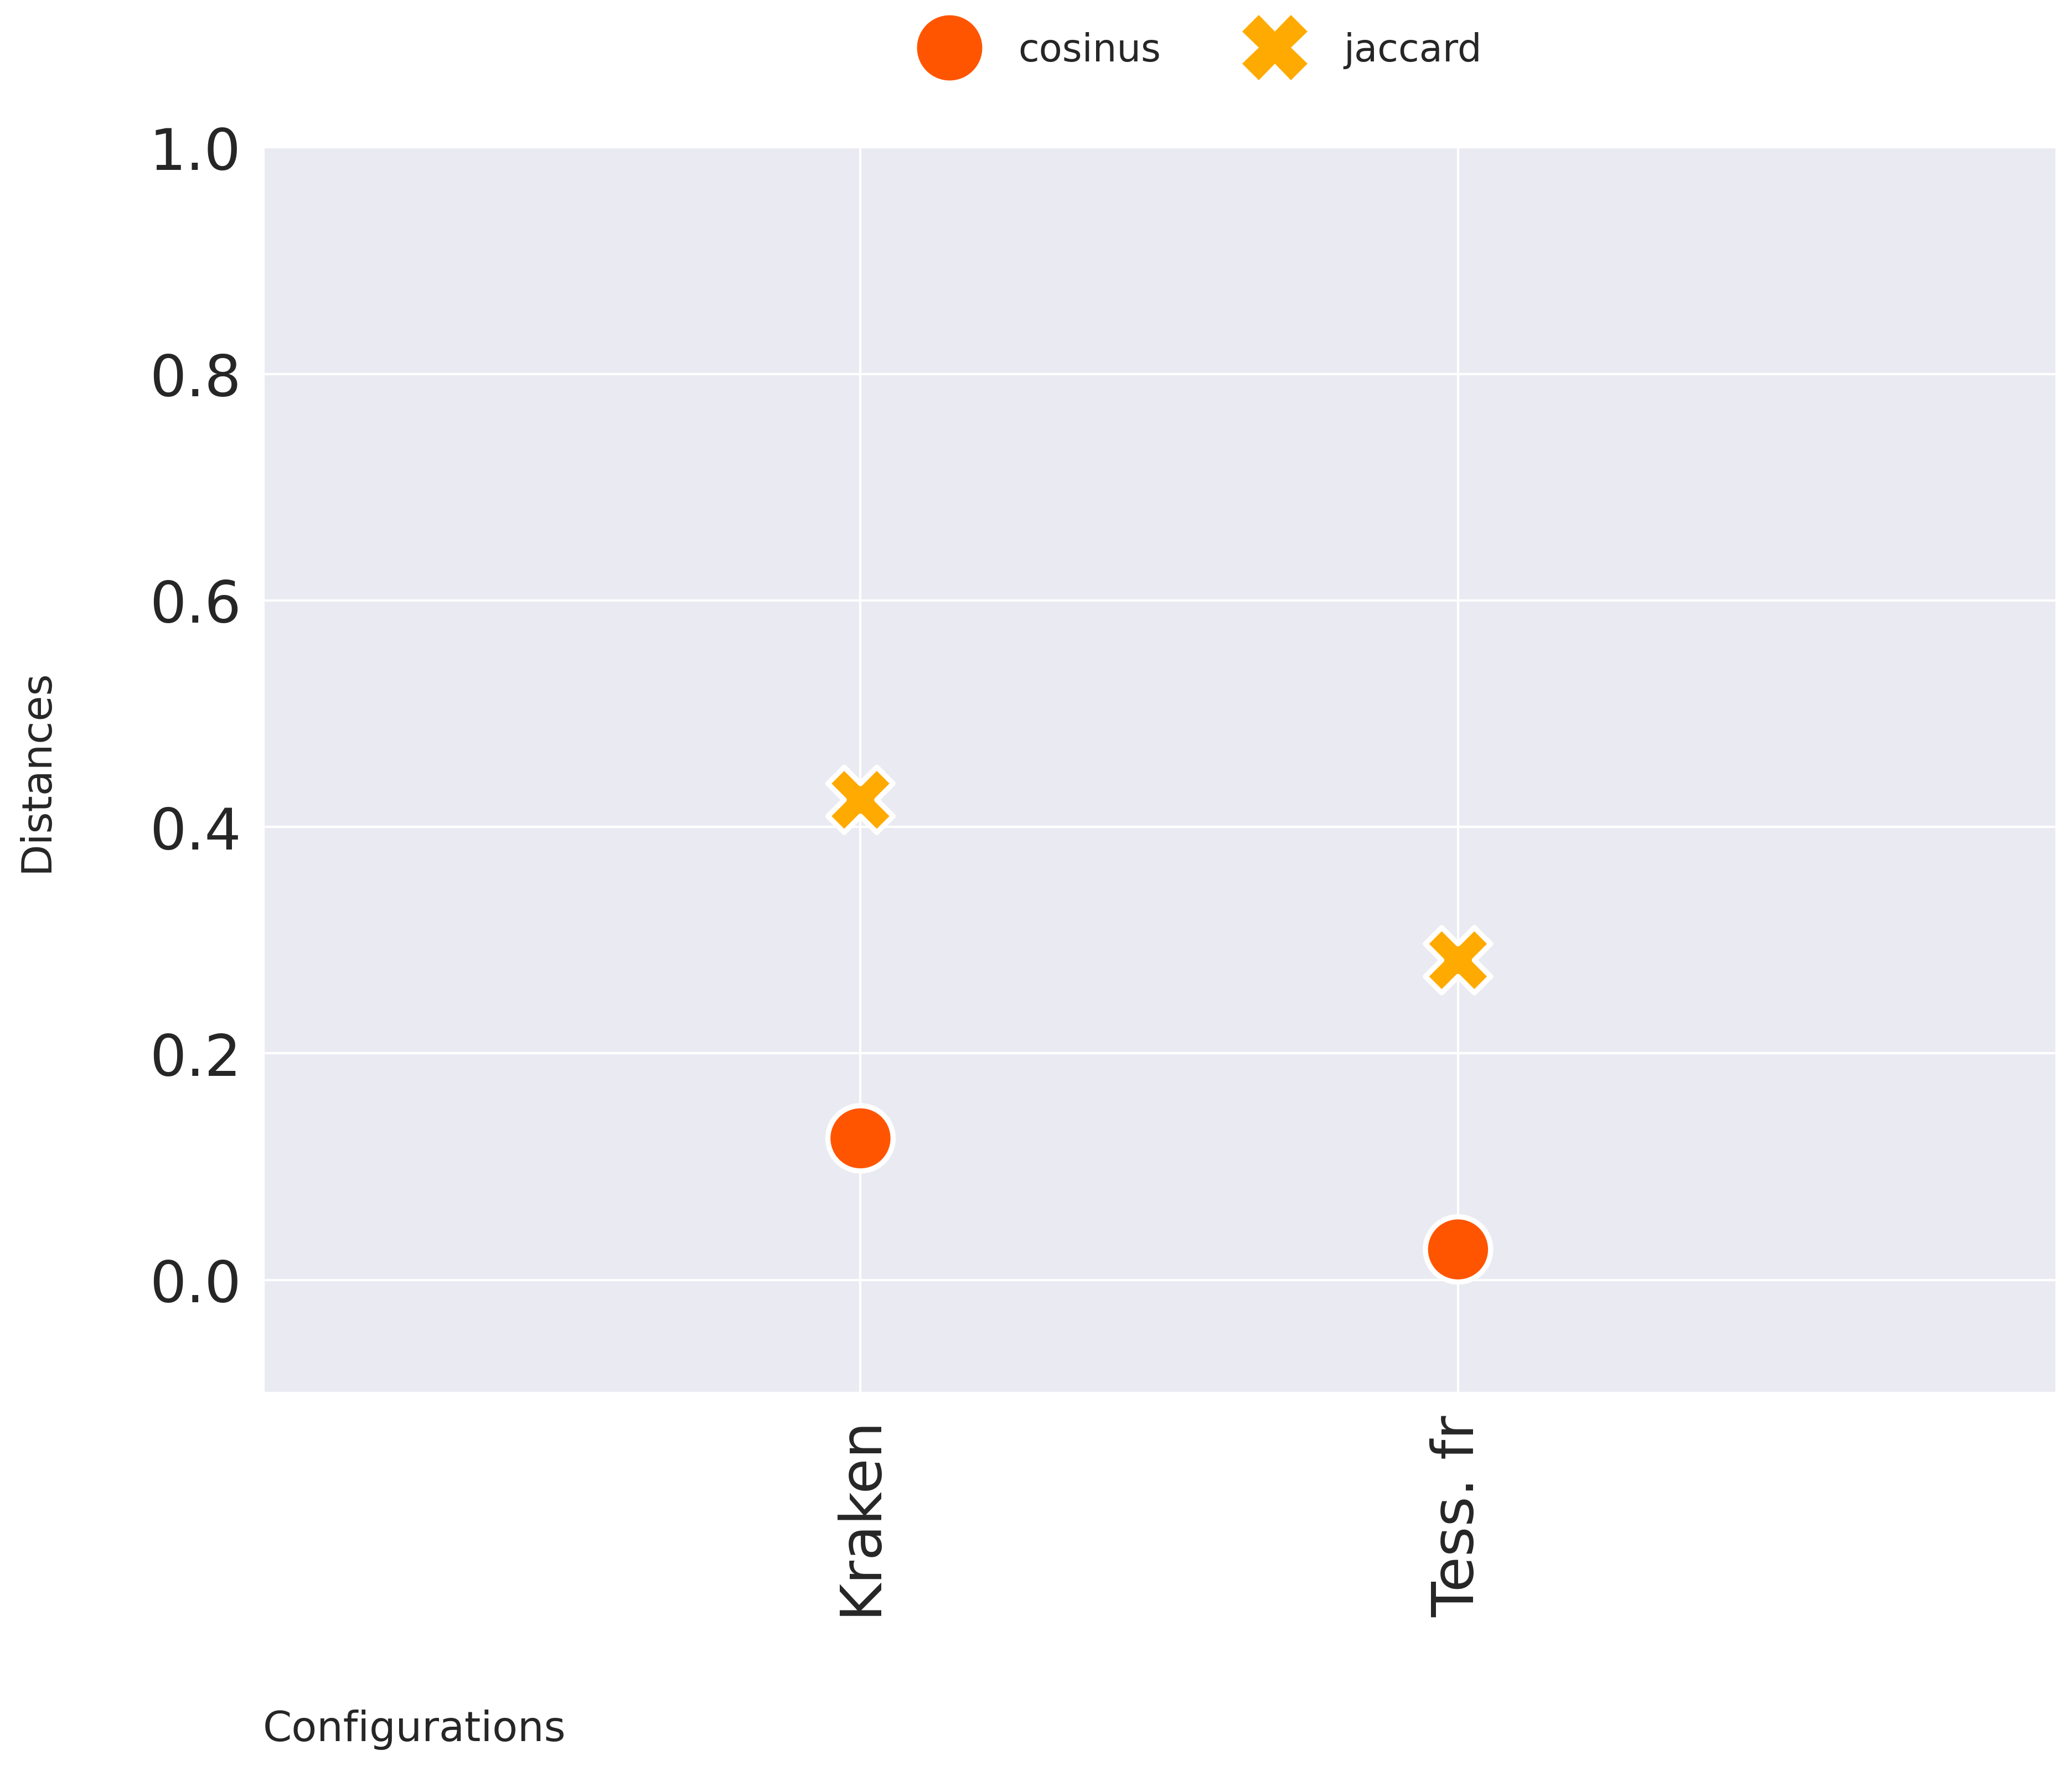 cosinus jaccard
1.0
0.8
0.6
0.4
0.2
0.0
Distances
Kraken
Tess. fr
Configurations